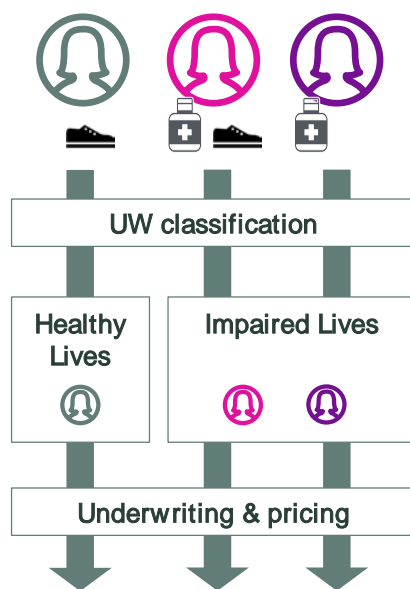 UW classification
Healthy
Lives
Impaired Lives
Underwriting & pricing